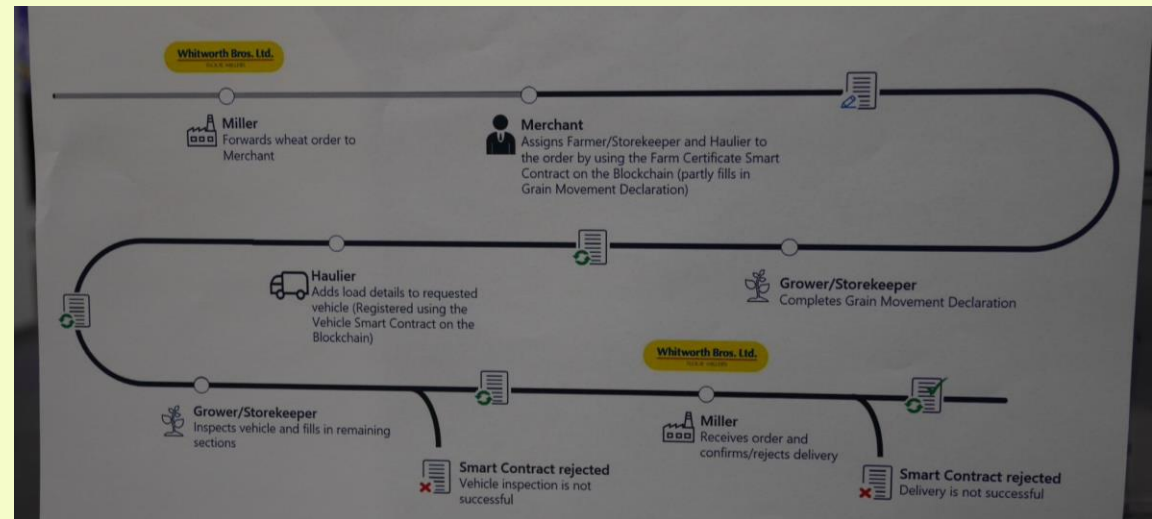 Whitworth Bros. Ltd.
Miller
Forwards wheat order to
Merchant
Merchant
Assigns Farmer/Storekeeper and Haulier to
the order by using the Farm Certificate Smart
Contract on the Blockchain (partly fills in
Grain Movement Declaration)
Haulier
Adds load details to requested
vehicle (Registered using the
Vehicle Smart Contract on the
Blockchain)
Grower/Storekeeper
Completes Grain Movement Declaration
Whitworth Bros. Ltd.
Grower/Storekeeper
Inspects vehicle and fills in remaining
sections
Miller
Receives order and
confirms/rejects delivery
Smart Contract rejected
Vehicle inspection is not
successful
Smart Contract rejected
Delivery is not successful